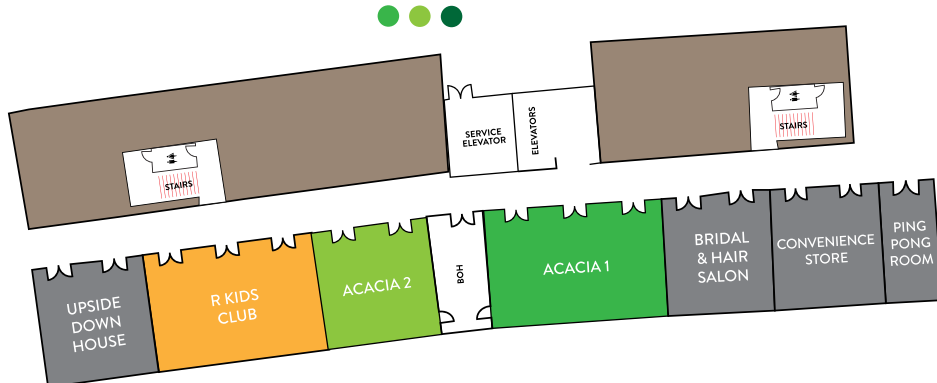 SERVICE
ELEVATOR
ELEVATORS
STAIRS
STAIRS
UPSIDE
DOWN
HOUSE
R KIDS
CLUB
ACACIA 2
BOH
ACACIA 1
BRIDAL
& HAIR
SALON
CONVENIENCE
STORE
PING
PONG
ROOM